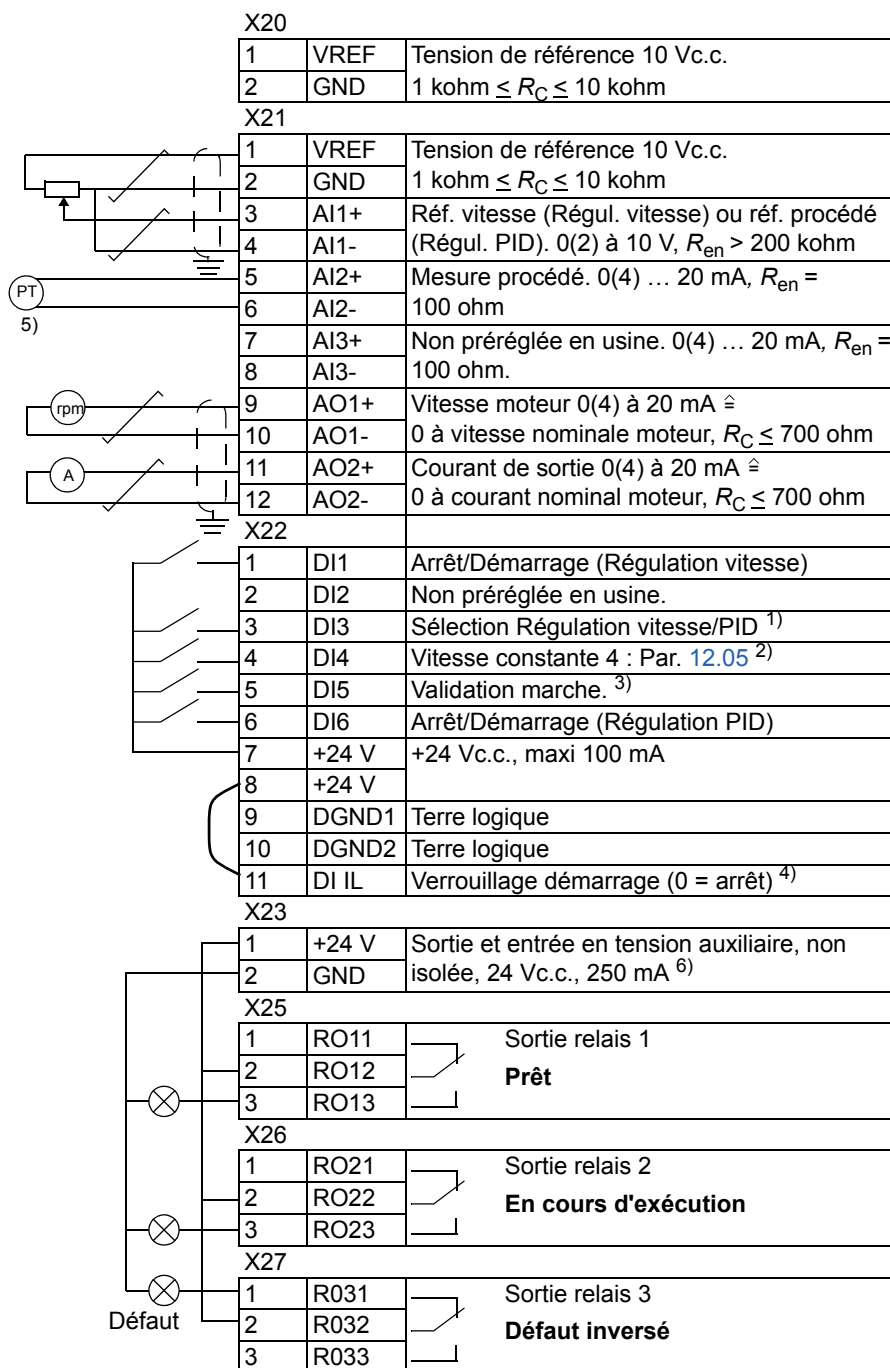 X20
1 VREF Tension de référence 10 Vc.c.
2 GND 1 kohm ≤ RC ≤ 10 kohm
X21
1 VREF Tension de référence 10 Vc.c.
2 GND 1 kohm ≤ RC ≤ 10 kohm
3 AI1+ Réf. vitesse (Régul. vitesse) ou réf. procédé
4 AI1- (Régul. PID). 0(2) à 10 V, Ren > 200 kohm
PT
5)
5 AI2+ Mesure procédé. 0(4) … 20 mA, Ren =
6 AI2- 100 ohm
7 AI3+ Non préréglée en usine. 0(4) … 20 mA, Ren =
8 AI3- 100 ohm.
rpm
9 AO1+ Vitesse moteur 0(4) à 20 mA ≙
10 AO1- 0 à vitesse nominale moteur, RC ≤ 700 ohm
A
11 AO2+ Courant de sortie 0(4) à 20 mA ≙
12 AO2- 0 à courant nominal moteur, RC ≤ 700 ohm
X22
1 DI1 Arrêt/Démarrage (Régulation vitesse)
2 DI2 Non préréglée en usine.
3 DI3 Sélection Régulation vitesse/PID 1)
4 DI4 Vitesse constante 4 : Par. 12.05 2)
5 DI5 Validation marche. 3)
6 DI6 Arrêt/Démarrage (Régulation PID)
7 +24 V +24 Vc.c., maxi 100 mA
8 +24 V
9 DGND1 Terre logique
10 DGND2 Terre logique
11 DI IL Verrouillage démarrage (0 = arrêt) 4)
X23
1 +24 V Sortie et entrée en tension auxiliaire, non
2 GND isolée, 24 Vc.c., 250 mA 6)
X25
1 RO11 Sortie relais 1
2 RO12 Prêt
3 RO13
X26
1 RO21 Sortie relais 2
2 RO22 En cours d'exécution
3 RO23
X27
1 R031 Sortie relais 3
Défaut
2 R032 Défaut inversé
3 R033